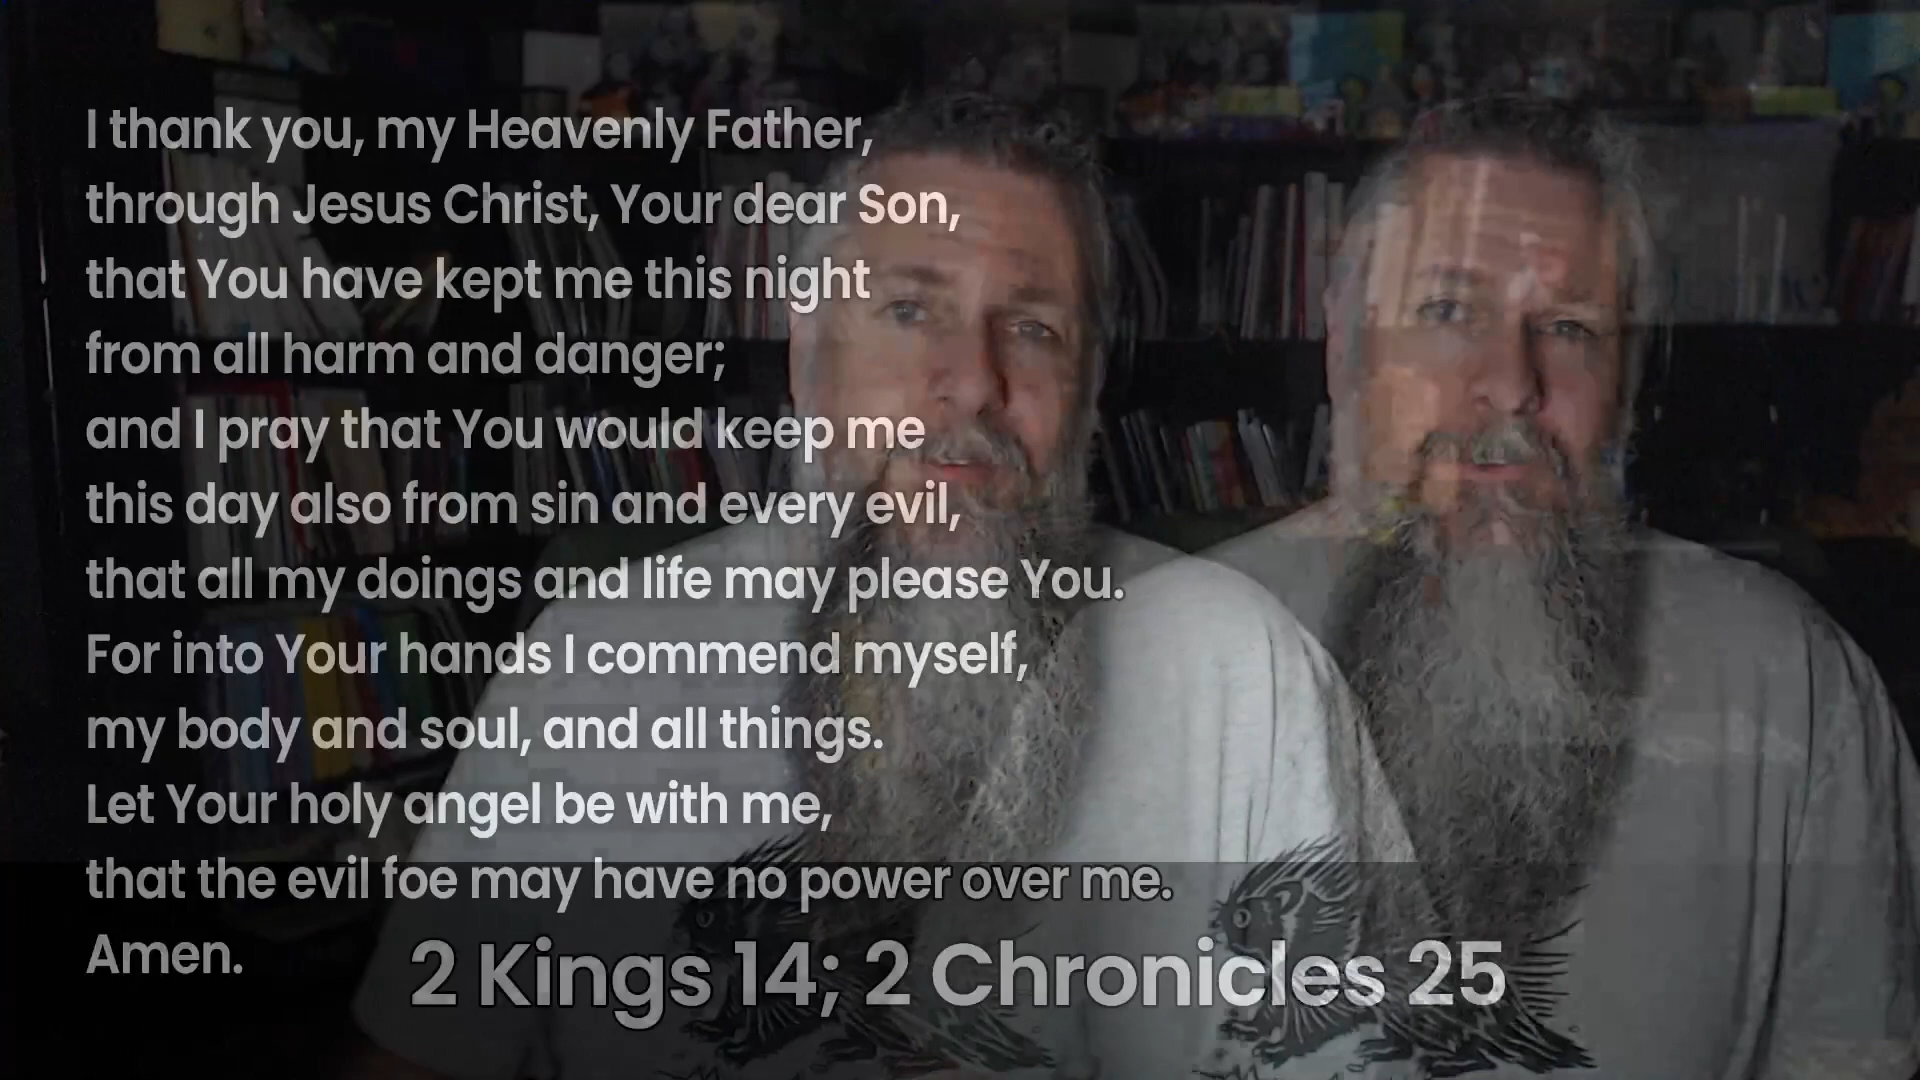 I thank you, my Heavenly Father,
through Jesus Christ, Your dear Son,
that You have kept me this night
from all harm and danger;
and I pray that You would keep me
this day also from sin and every evil,
that all my doings and life may please You.
For into Your hands I commend myself,
my body and soul, and all things.
Let Your holy angel be with me,
that the evil foe may have no power over me.
Amen.
2 Kings 14; 2 Chronicles 25